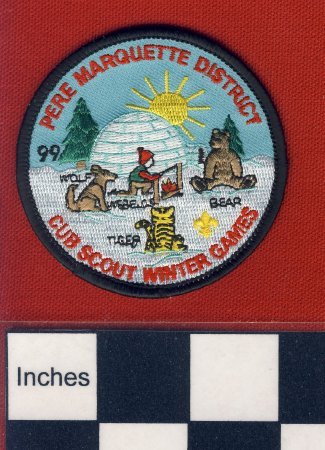 PERE MARQUETTE DISTRICT
99
WOLF
WEBELOS
BEAR
TIGER
CUB SCOUT WINTER GAMES
Inches